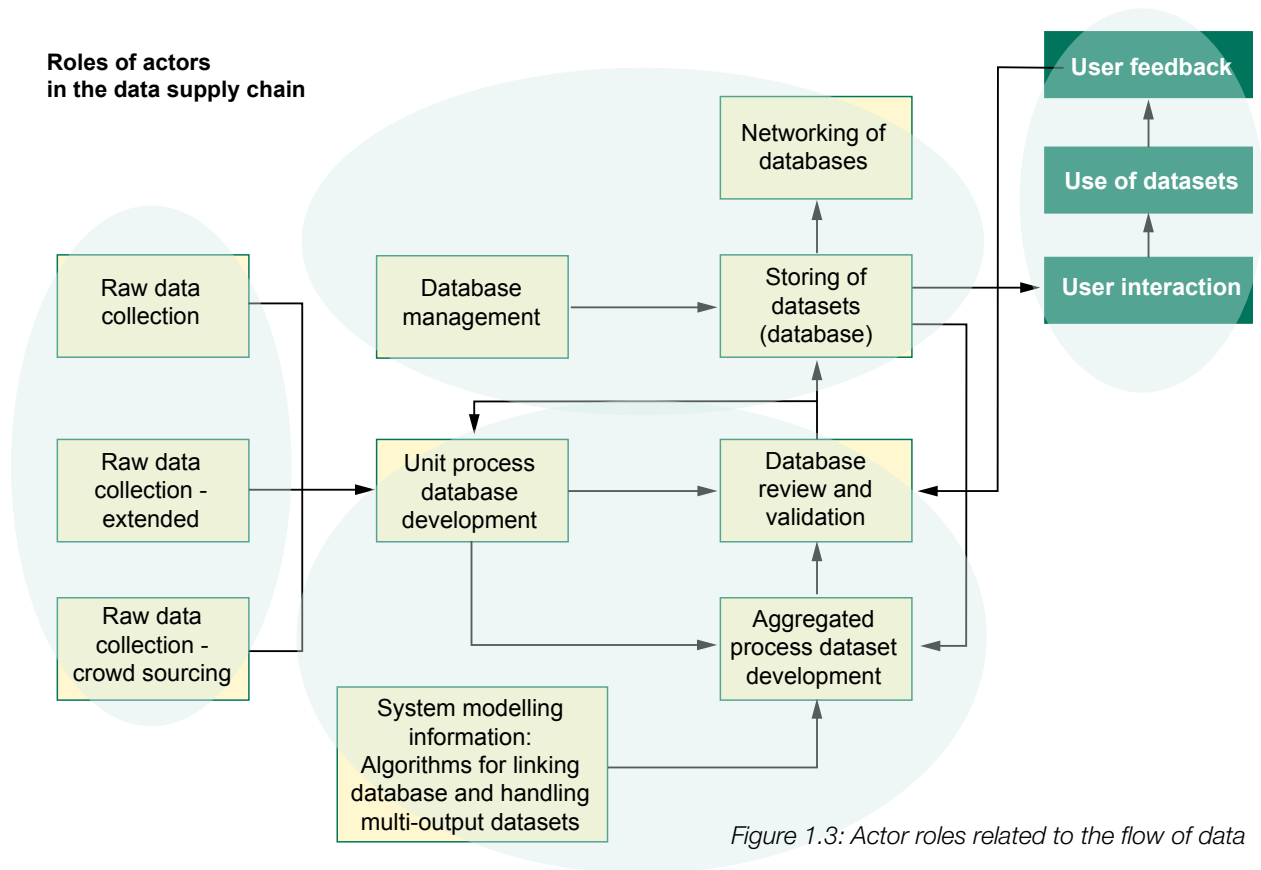 Roles of actors
in the data supply chain
User feedback
Networking of
databases
Use of datasets
Raw data
collection
Database
management
Storing of
datasets
(database)
User interaction
Raw data
collection -
extended
Unit process
database
development
Database
review and
validation
Raw data
collection -
crowd sourcing
Aggregated
process dataset
development
System modelling
information:
Algorithms for linking
database and handling
multi-output datasets
Figure 1.3: Actor roles related to the flow of data